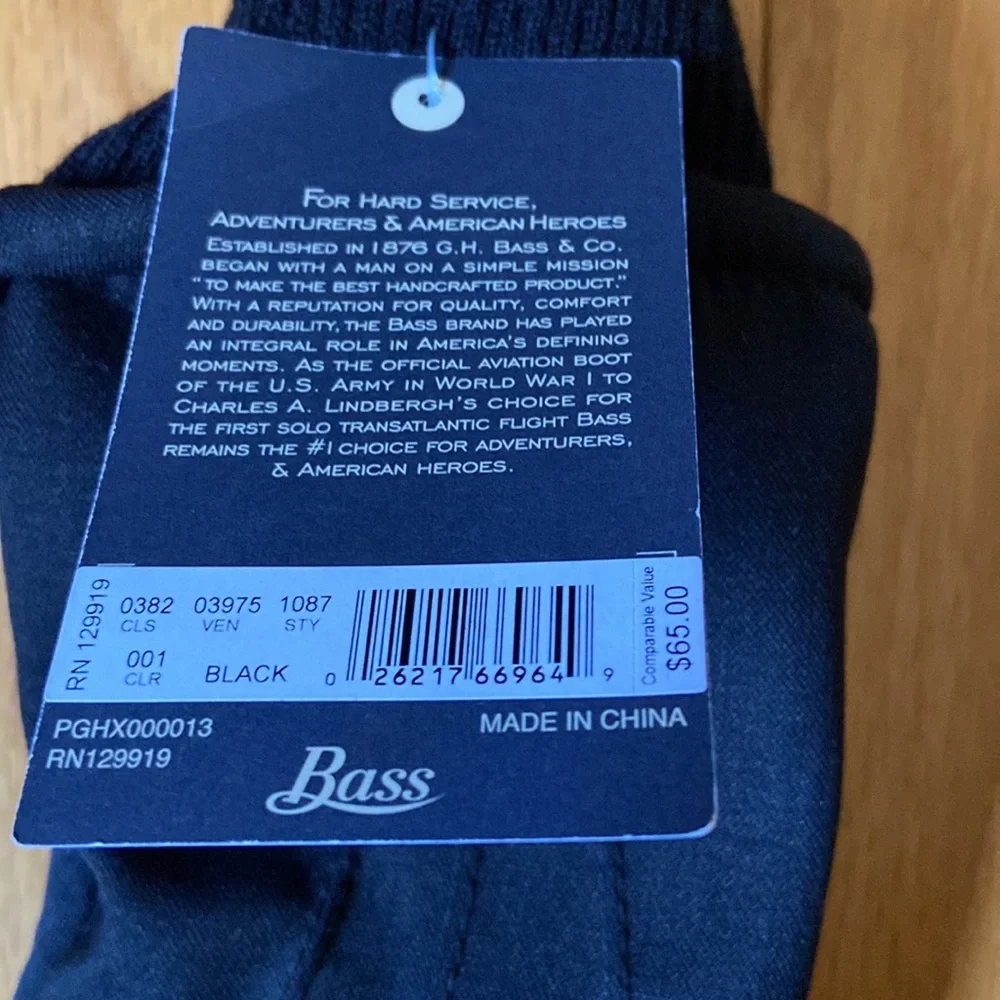 FOR HARD SERVICE,
ADVENTURERS & AMERICAN HEROES
ESTABLISHED IN 1876 G.H. BASS & CO.
BEGAN WITH A MAN ON A SIMPLE MISSION
"TO MAKE THE BEST HANDCRAFTED PRODUCT."
WITH A REPUTATION FOR QUALITY, COMFORT
AND DURABILITY, THE BASS BRAND HAS PLAYED
AN INTEGRAL ROLE IN AMERICA'S DEFINING
MOMENTS. AS THE OFFICIAL AVIATION BOOT
OF THE U.S. ARMY IN WORLD WAR I TO
CHARLES A. LINDBERGH'S CHOICE FOR
THE FIRST SOLO TRANSATLANTIC FLIGHT BASS
REMAINS THE #1 CHOICE FOR ADVENTURERS,
& AMERICAN HEROES.
RN 129919
0382 03975 1087
CLS VEN STY
001 BLACK
CLR
0 26217 66964 9
Comparable Value
$65.00
PGHX000013
RN129919
MADE IN CHINA
Bass